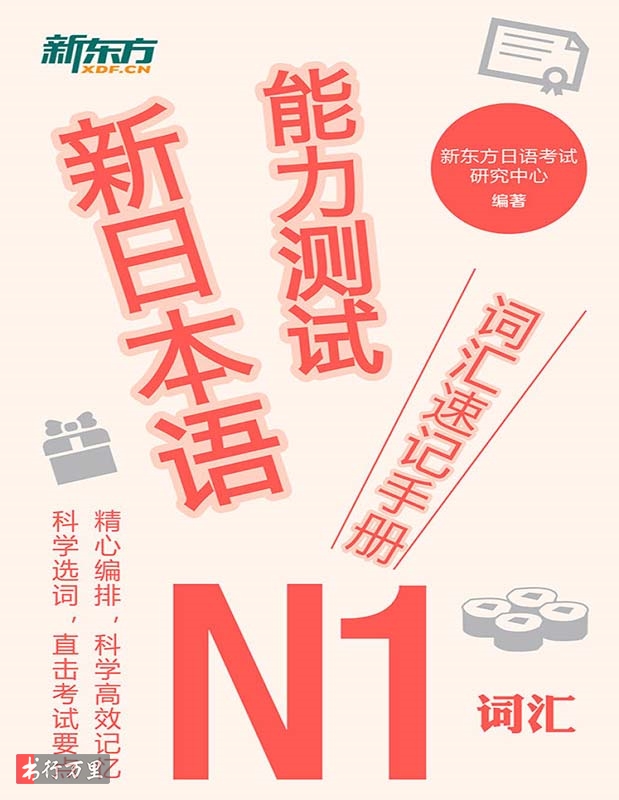 新东方
XDF.CN
新东方日语考试
研究中心
编著
新日本语
能力测试
词汇速记手册
精心编排，科学高效记忆
科学选词，直击考试要点
N1
词汇
书行万里